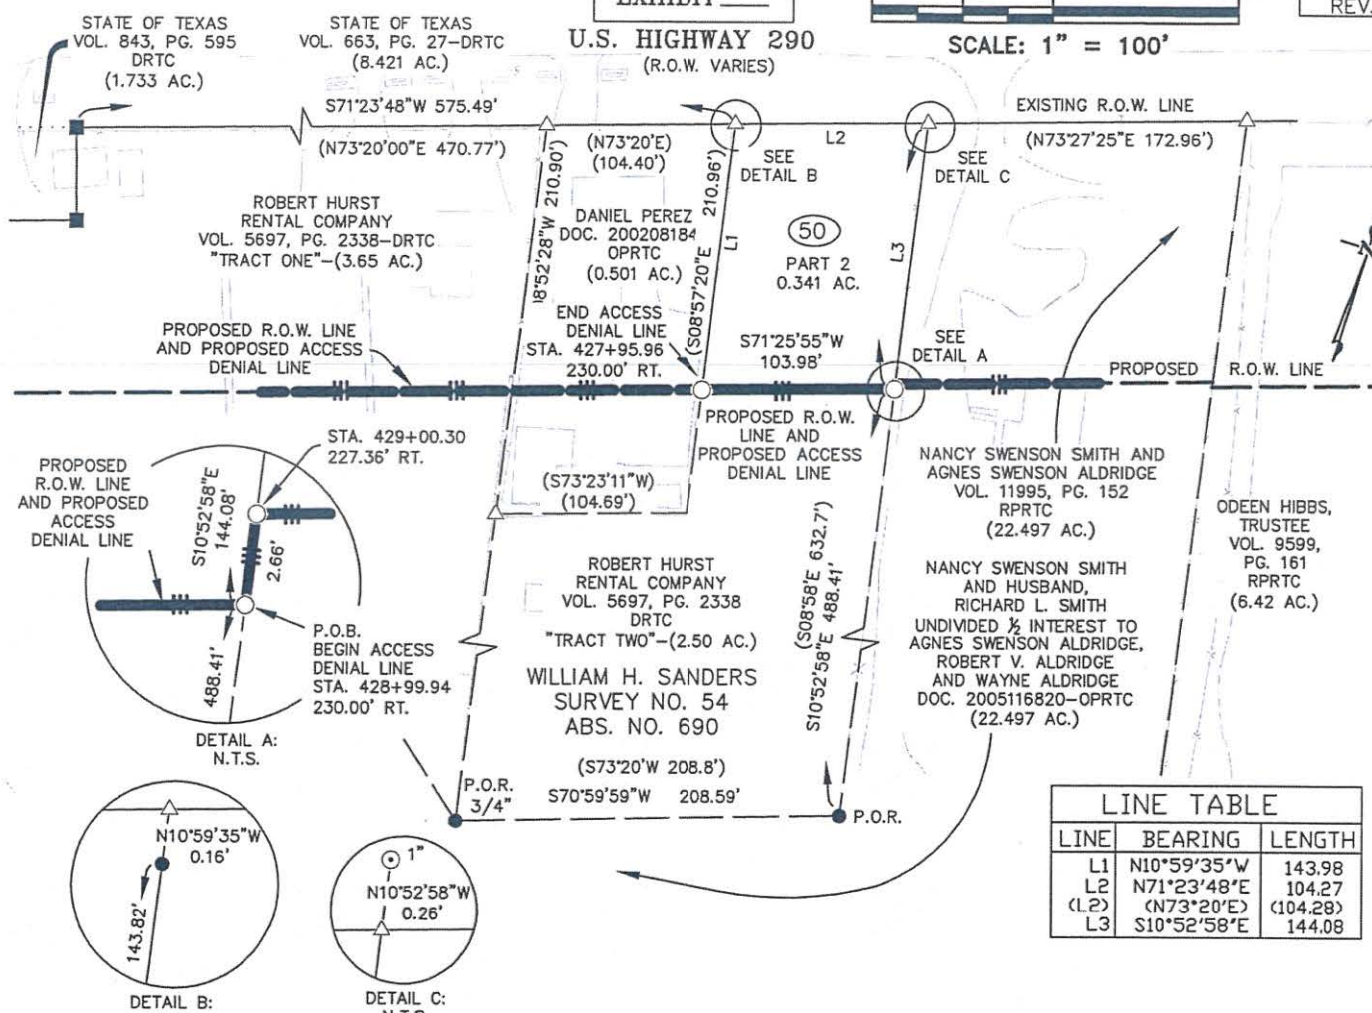 EXHIBIT
REV.
U.S. HIGHWAY 290
(R.O.W. VARIES)
SCALE: 1" = 100'
STATE OF TEXAS
VOL. 843, PG. 595
DRTC
(1.733 AC.)
STATE OF TEXAS
VOL. 663, PG. 27-DRTC
(8.421 AC.)
S71°23'48"W 575.49'
(N73°20'00"E 470.77')
(N73°20'E)
(104.40')
L2
EXISTING R.O.W. LINE
(N73°27'25"E 172.96')
SEE
DETAIL B
SEE
DETAIL C
ROBERT HURST
RENTAL COMPANY
VOL. 5697, PG. 2338-DRTC
"TRACT ONE"-(3.65 AC.)
8°52'28"W 210.90')
DANIEL PEREZ
DOC. 200208184
OPRTC
(0.501 AC.)
(S08°57'20"E 210.96')
L1
50
PART 2
0.341 AC.
L3
N
PROPOSED R.O.W. LINE
AND PROPOSED ACCESS
DENIAL LINE
END ACCESS
DENIAL LINE
STA. 427+95.96
230.00' RT.
S71°25'55"W
103.98'
SEE
DETAIL A
PROPOSED R.O.W. LINE
PROPOSED R.O.W.
LINE AND
PROPOSED ACCESS
DENIAL LINE
STA. 429+00.30
227.36' RT.
PROPOSED
R.O.W. LINE
AND PROPOSED
ACCESS
DENIAL LINE
S10°52'58"E
144.08'
2.66'
488.41'
P.O.B.
BEGIN ACCESS
DENIAL LINE
STA. 428+99.94
230.00' RT.
DETAIL A:
N.T.S.
(S73°23'11"W)
(104.69')
ROBERT HURST
RENTAL COMPANY
VOL. 5697, PG. 2338
DRTC
"TRACT TWO"-(2.50 AC.)
WILLIAM H. SANDERS
SURVEY NO. 54
ABS. NO. 690
(S73°20'W 208.8')
S70°59'59"W 208.59'
P.O.R.
3/4"
P.O.R.
(S08°58'E 632.7')
S10°52'58"E 488.41'
NANCY SWENSON SMITH AND
AGNES SWENSON ALDRIDGE
VOL. 11995, PG. 152
RPRTC
(22.497 AC.)
NANCY SWENSON SMITH
AND HUSBAND,
RICHARD L. SMITH
UNDIVIDED ½ INTEREST TO
AGNES SWENSON ALDRIDGE,
ROBERT V. ALDRIDGE
AND WAYNE ALDRIDGE
DOC. 2005116820-OPRTC
(22.497 AC.)
ODEEN HIBBS,
TRUSTEE
VOL. 9599,
PG. 161
RPRTC
(6.42 AC.)
N10°59'35"W
0.16'
143.82'
DETAIL B:
1"
N10°52'58"W
0.26'
DETAIL C:
N.T.S.
LINE TABLE
LINE BEARING LENGTH
L1 N10°59'35"W 143.98
L2 N71°23'48"E 104.27
(L2) (N73°20'E) (104.28)
L3 S10°52'58"E 144.08